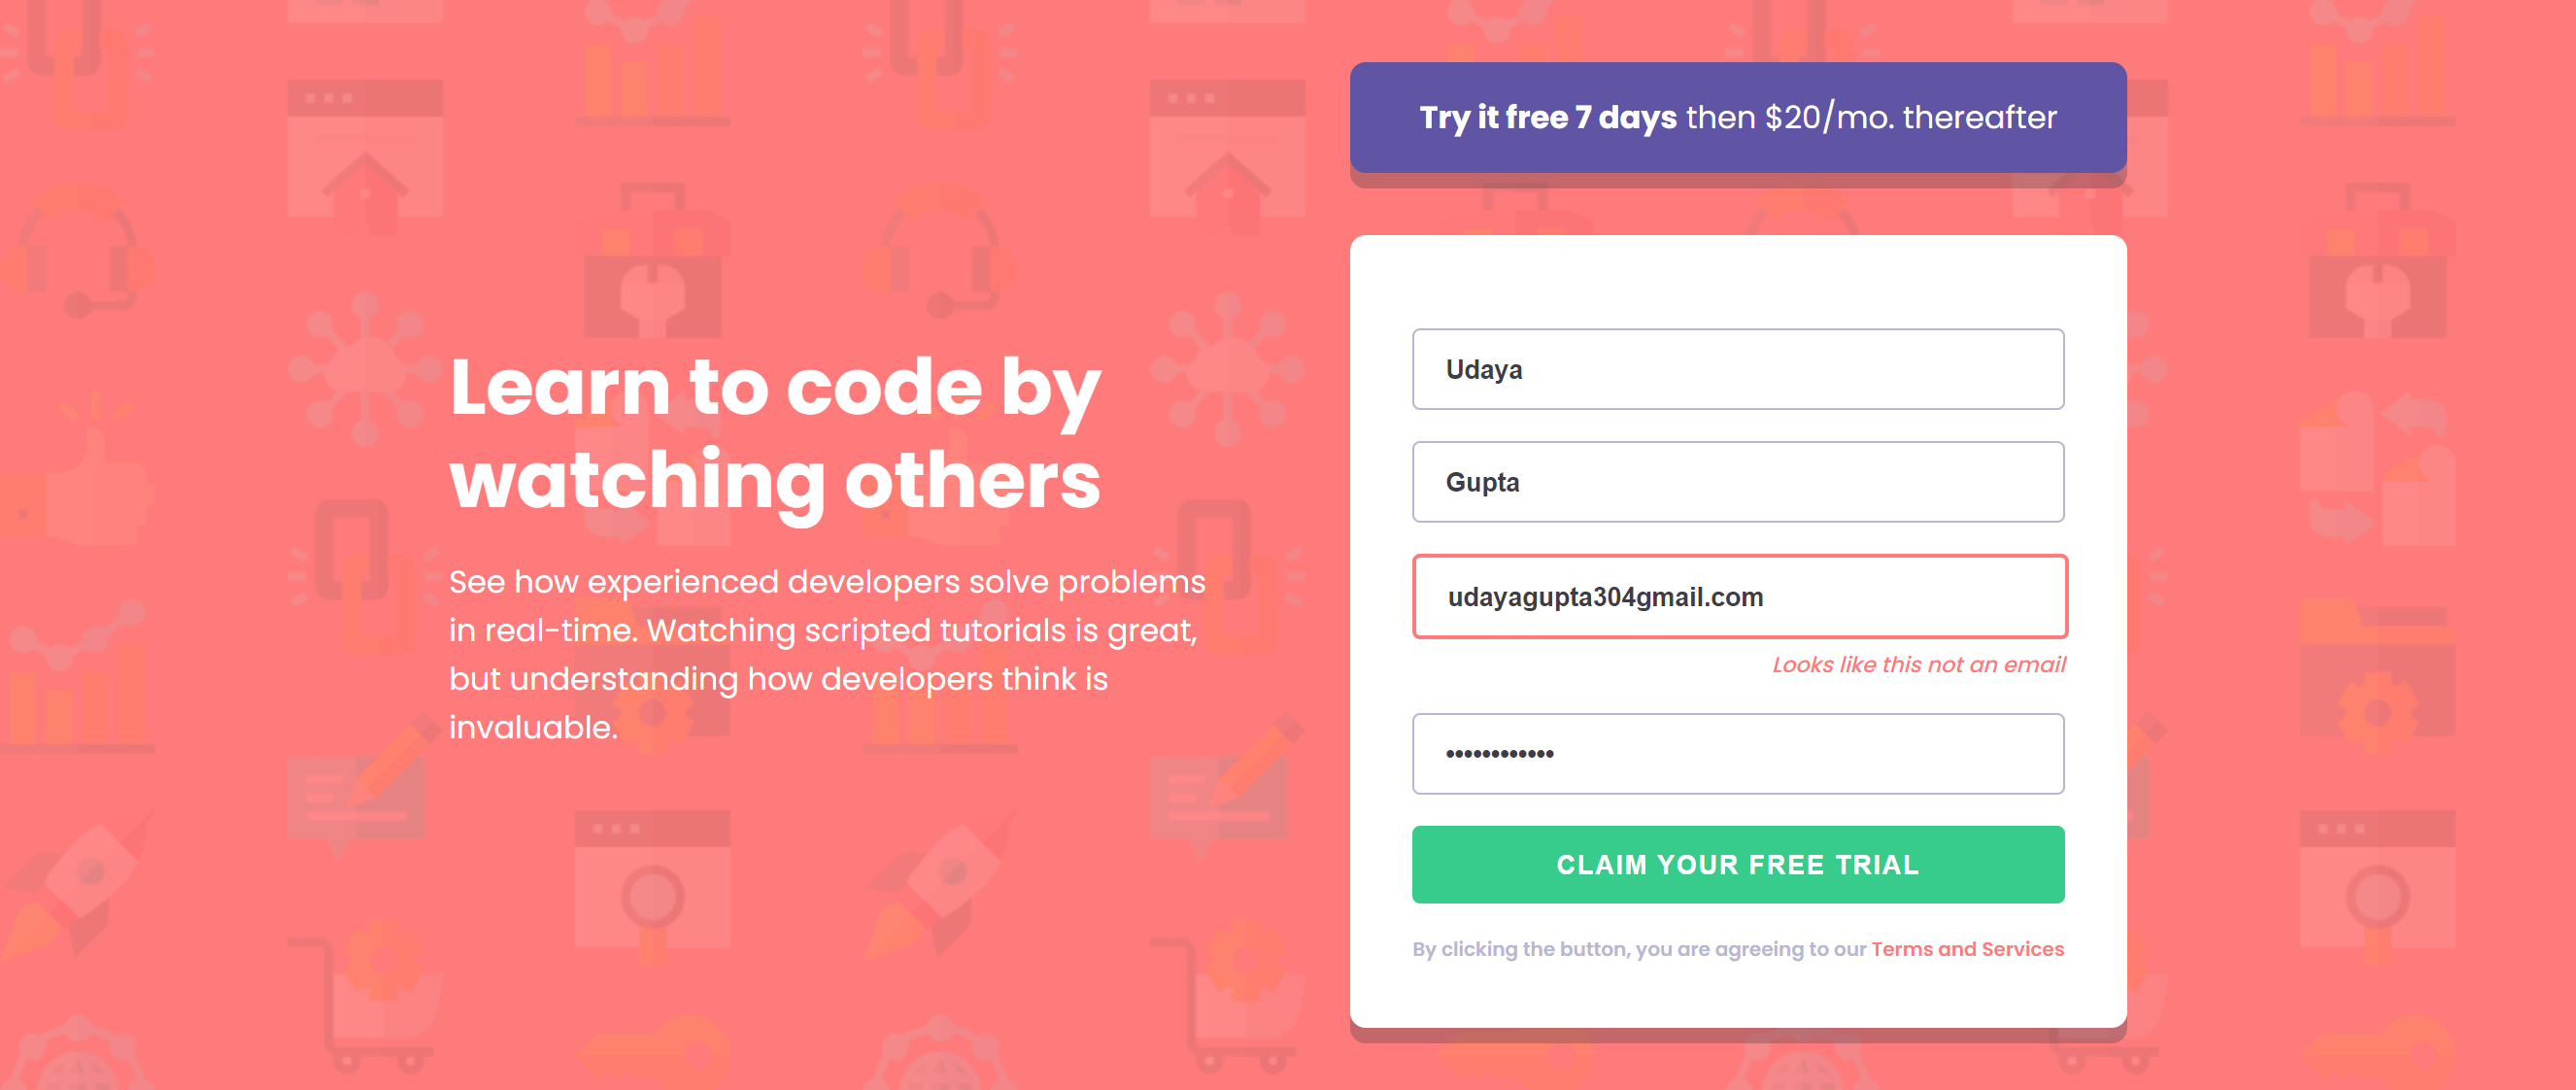 Learn to code by
watching others
See how experienced developers solve problems
in real-time. Watching scripted tutorials is great,
but understanding how developers think is
invaluable.
Try it free 7 days then $20/mo. thereafter
Udaya
Gupta
udayagupta304gmail.com
Looks like this not an email
••••••••••••
CLAIM YOUR FREE TRIAL
By clicking the button, you are agreeing to our Terms and Services